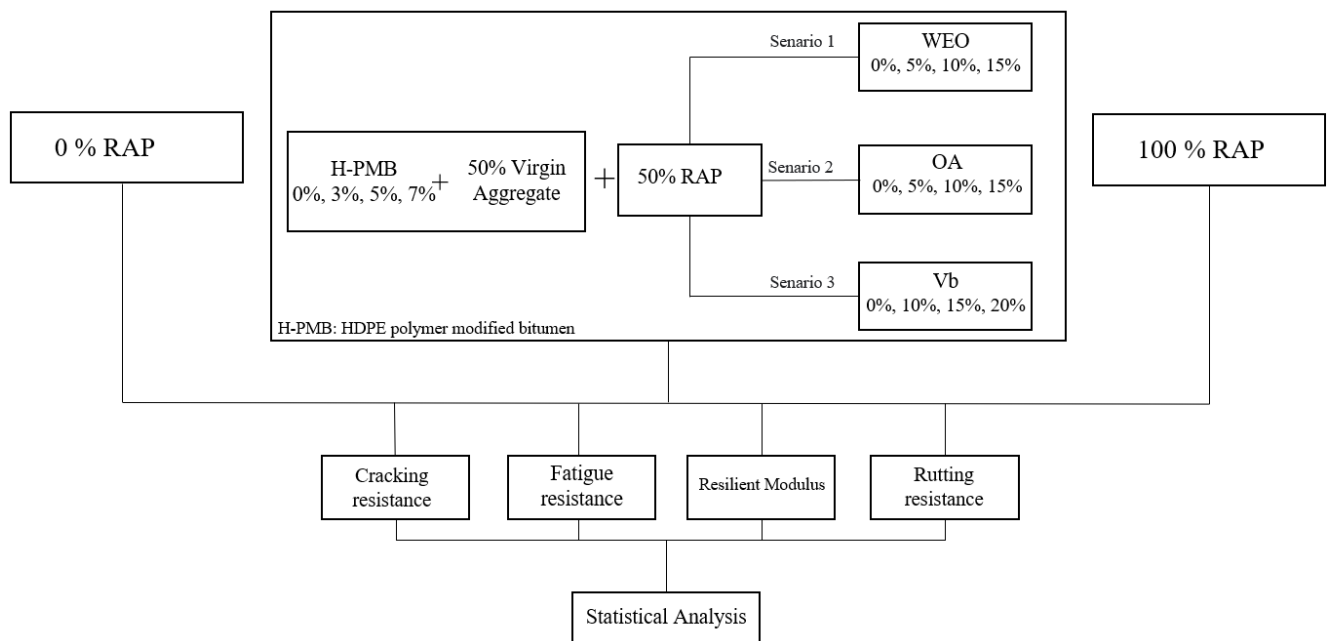 0 % RAP
H-PMB
0%, 3%, 5%, 7%
+
50% Virgin
Aggregate
+
50% RAP
Senario 1
WEO
0%, 5%, 10%, 15%
Senario 2
OA
0%, 5%, 10%, 15%
Senario 3
Vb
0%, 10%, 15%, 20%
H-PMB: HDPE polymer modified bitumen
100 % RAP
Cracking
resistance
Fatigue
resistance
Resilient Modulus
Rutting
resistance
Statistical Analysis